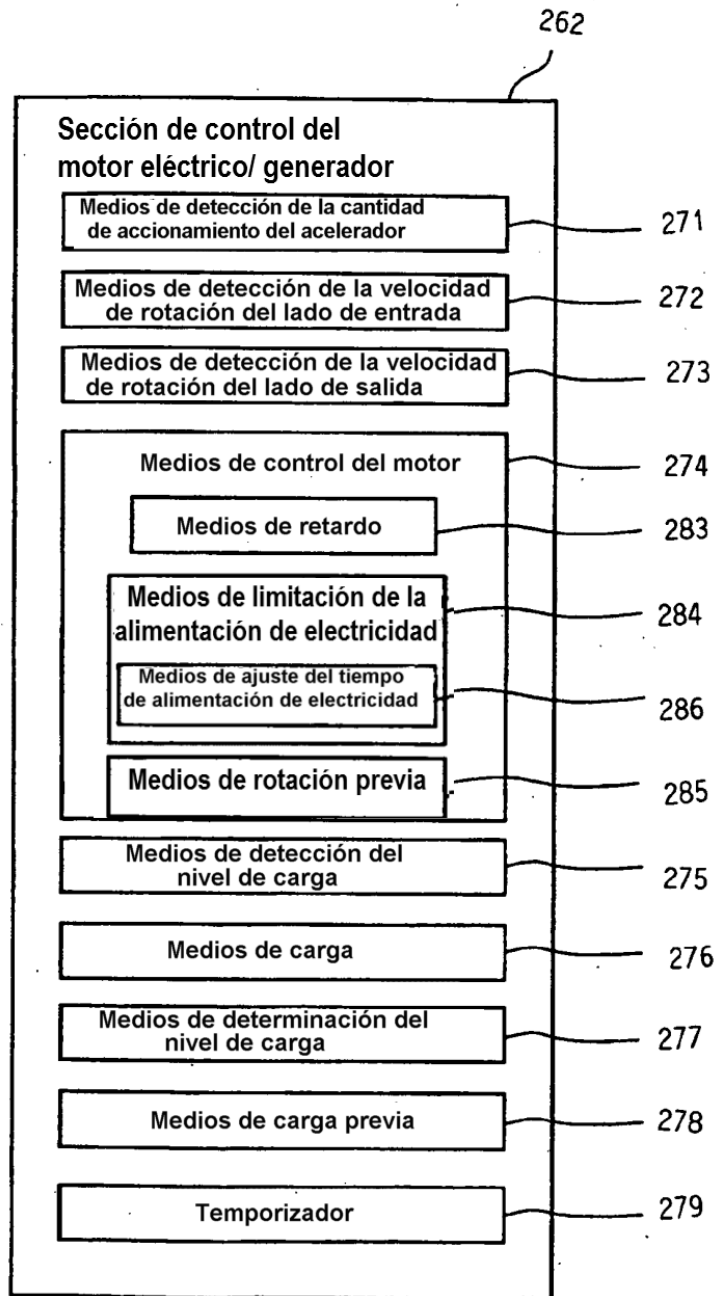 262
Sección de control del
motor eléctrico/ generador
Medios de detección de la cantidad
de accionamiento del acelerador
271
Medios de detección de la velocidad
de rotación del lado de entrada
272
Medios de detección de la velocidad
de rotación del lado de salida
273
Medios de control del motor
274
Medios de retardo
283
Medios de limitación de la
alimentación de electricidad
284
Medios de ajuste del tiempo
de alimentación de electricidad
286
Medios de rotación previa
285
Medios de detección del
nivel de carga
275
Medios de carga
276
Medios de determinación del
nivel de carga
277
Medios de carga previa
278
Temporizador
279